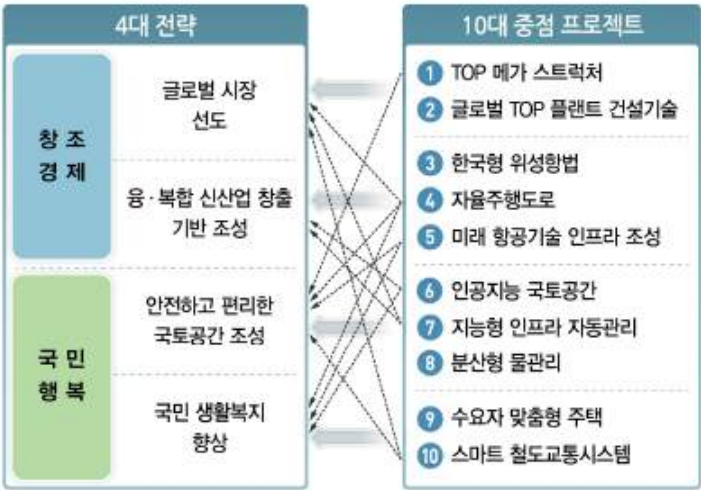 4대 전략
창 조
경 제
글로벌 시장
선도
융·복합 신산업 창출
기반 조성
국 민
행 복
안전하고 편리한
국토공간 조성
국민 생활복지
향상
10대 중점 프로젝트
1 TOP 메가 스트럭처
2 글로벌 TOP 플랜트 건설기술
3 한국형 위성항법
4 자율주행도로
5 미래 항공기술 인프라 조성
6 인공지능 국토공간
7 지능형 인프라 자동관리
8 분산형 물관리
9 수요자 맞춤형 주택
10 스마트 철도교통시스템